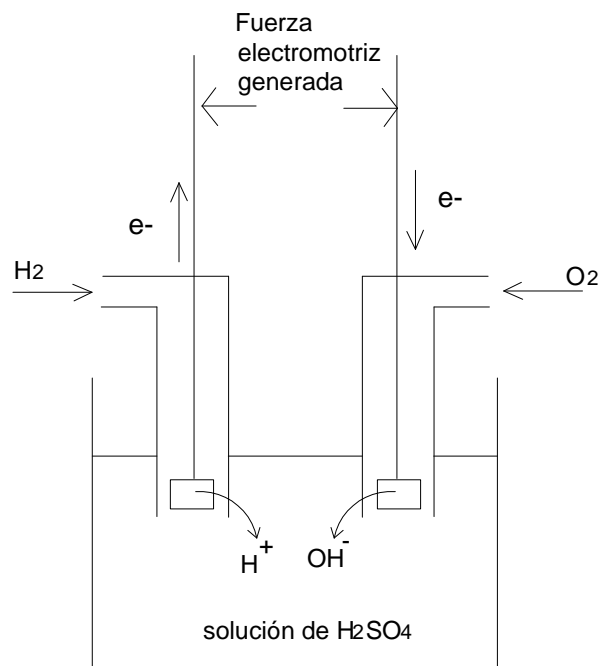 Fuerza
electromotriz
generada
e-
e-
H2
O2
H+
OH-
solución de H2SO4